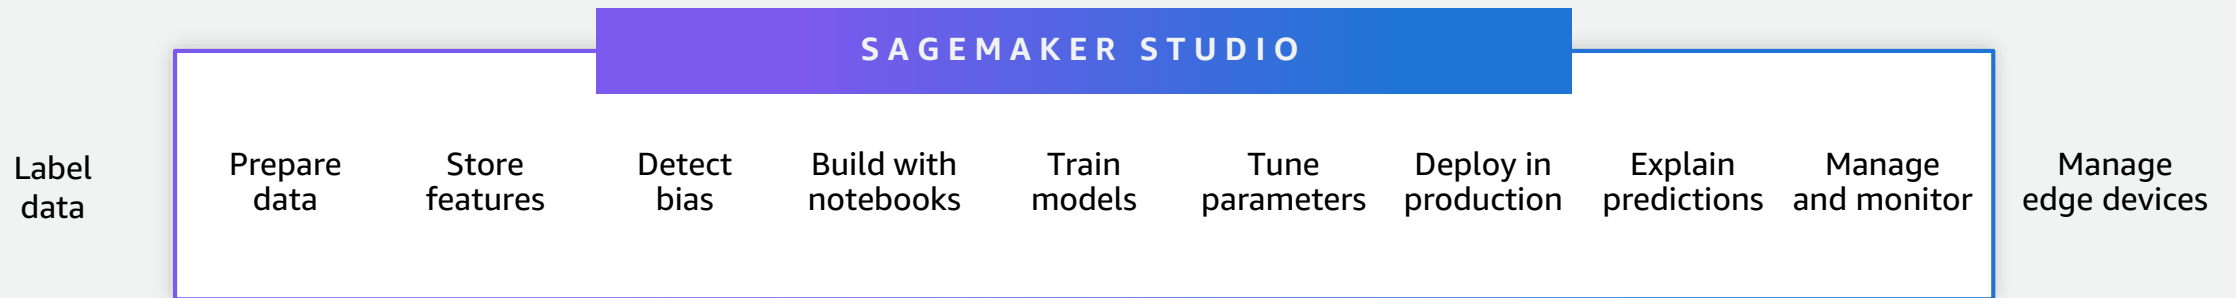 SAGEMAKER STUDIO
Label
data
Prepare
data
Store
features
Detect
bias
Build with
notebooks
Train
models
Tune
parameters
Deploy in
production
Explain
predictions
Manage
and monitor
Manage
edge devices